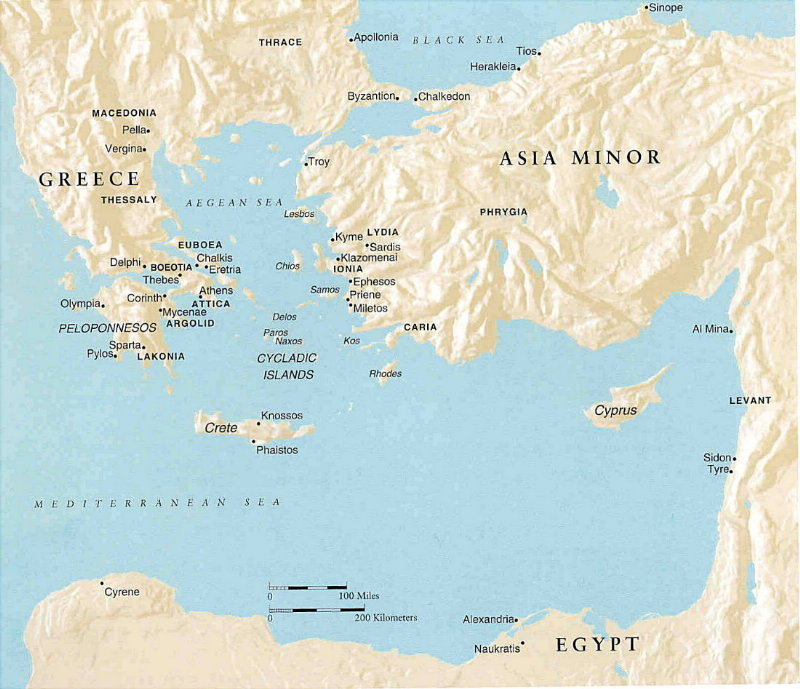 Sinope
THRACE
Apollonia
BLACK SEA
Tios
Herakleia
Byzantion
Chalkedon
MACEDONIA
Pella
Vergina
Troy
ASIA MINOR
GREECE
THESSALY
AEGEAN SEA
Lesbos
PHRYGIA
Kyme
LYDIA
Sardis
EUBOEA
Chalkis
Klazomenai
Delphi
BOEOTIA
Eretria
Chios
IONIA
Thebes
Ephesos
Athens
Samos
Priene
Corinth
ATTICA
Olympia
Mycenae
Miletos
Delos
PELOPONNESOS
ARGOLID
CARIA
Al Mina
Paros
Naxos
Kos
Sparta
Pylos
LAKONIA
CYCLADIC
ISLANDS
Rhodes
LEVANT
Cyprus
Knossos
Crete
Phaistos
Sidon
Tyre
MEDITERRANEAN SEA
Cyrene
0 100 Miles
0 200 Kilometers
Alexandria
Naukratis
EGYPT